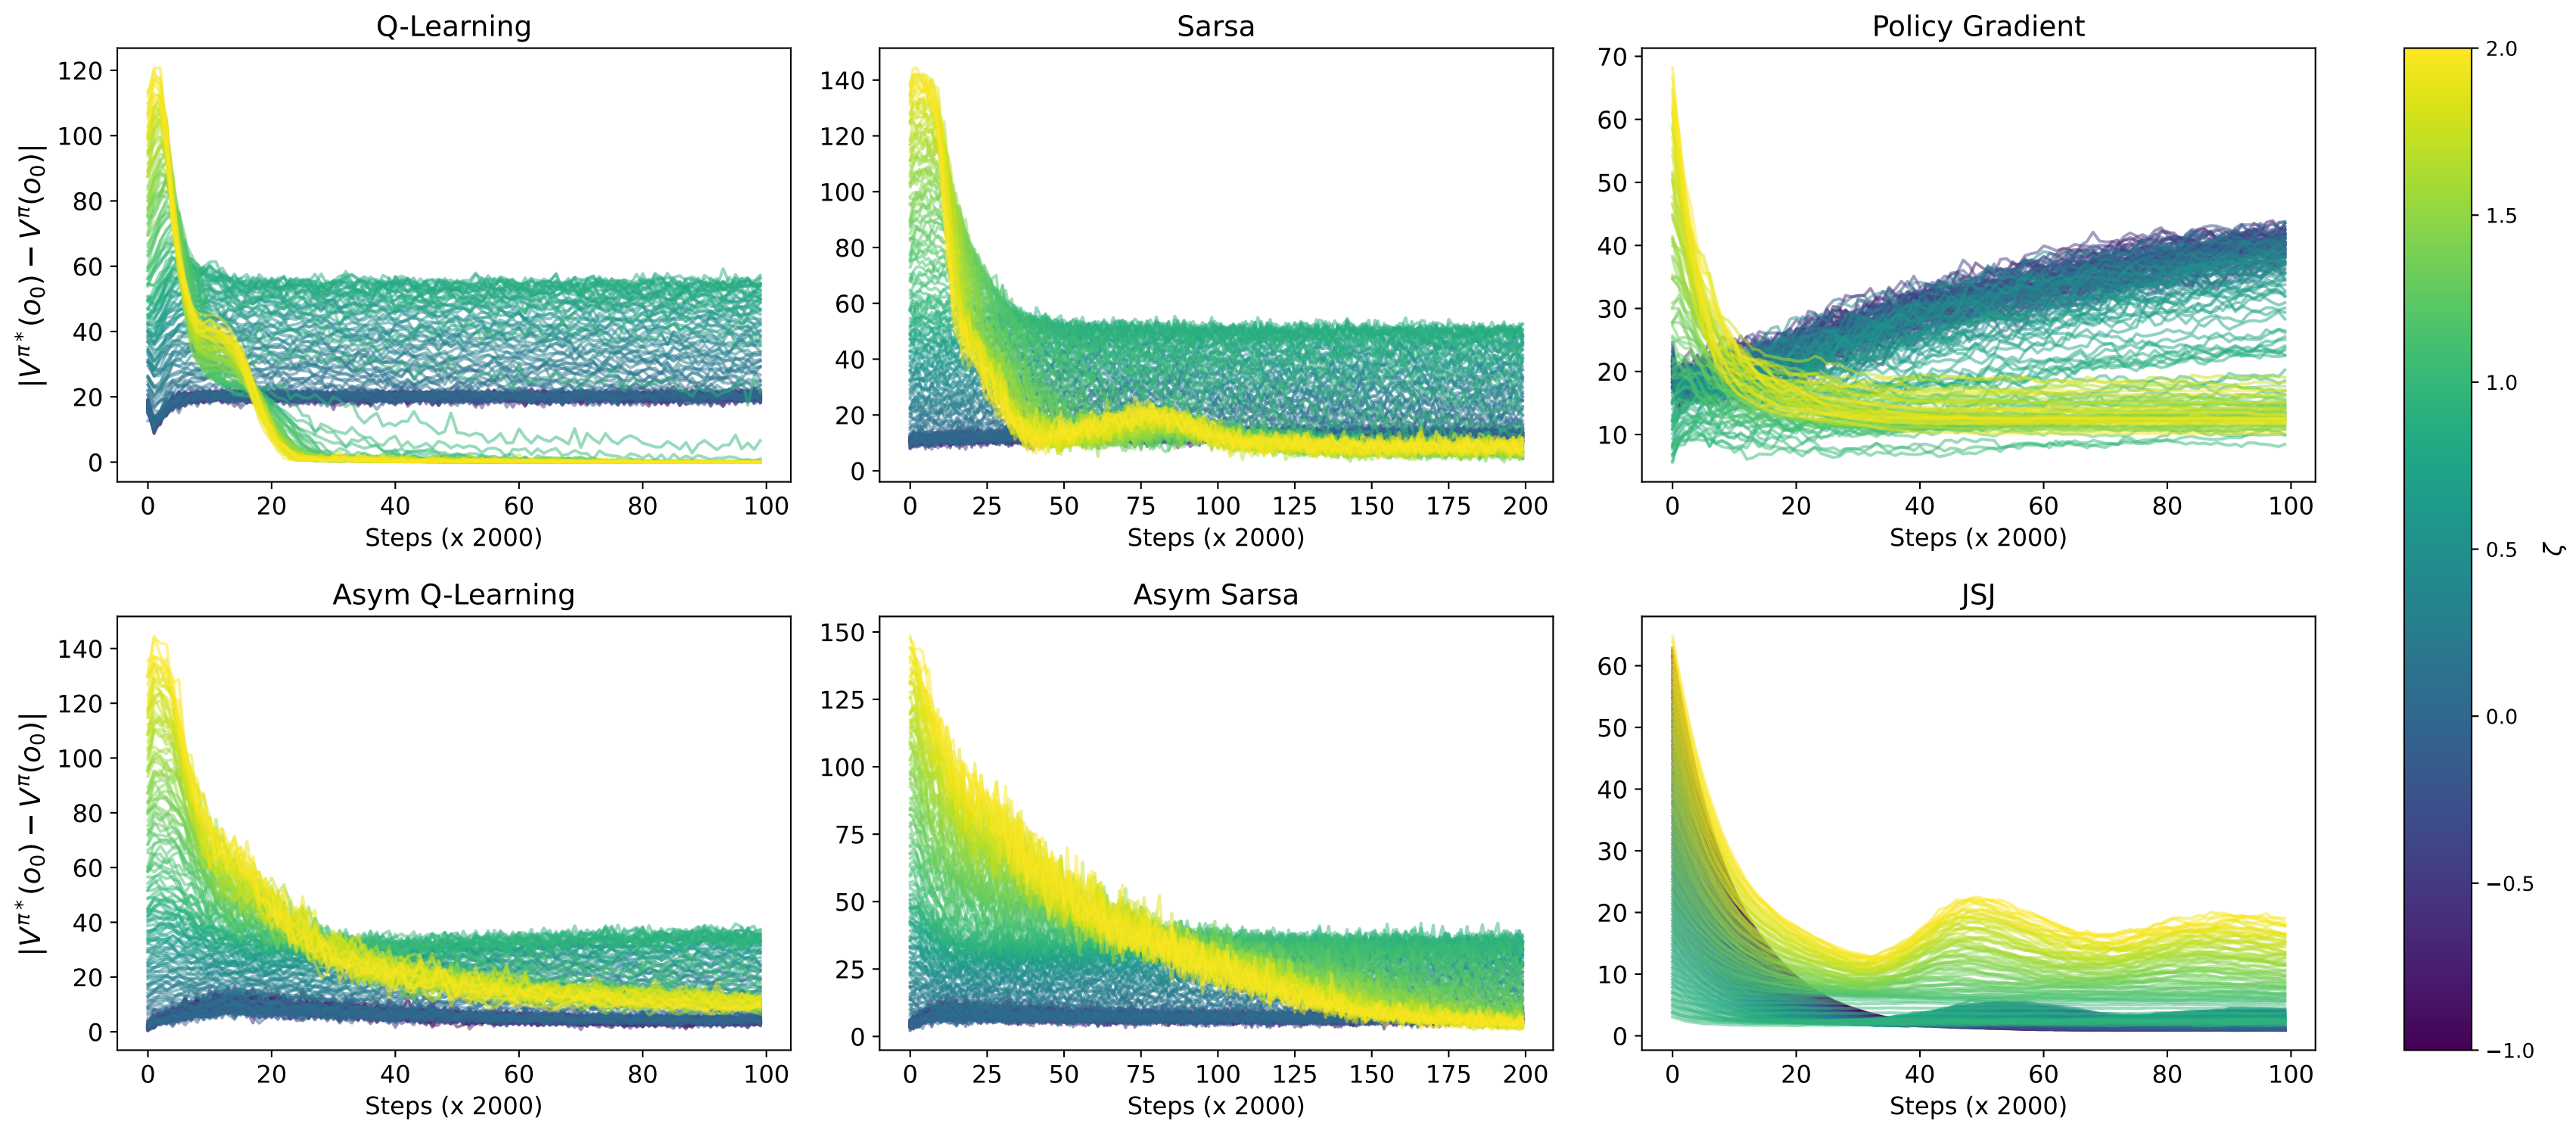 Q-Learning
|V^{π*}(o_0) − V^π(o_0)|
120
100
80
60
40
20
0
0 20 40 60 80 100
Steps (x 2000)
Sarsa
140
120
100
80
60
40
20
0
0 25 50 75 100 125 150 175 200
Steps (x 2000)
Policy Gradient
70
60
50
40
30
20
10
0 20 40 60 80 100
Steps (x 2000)
Asym Q-Learning
|V^{π*}(o_0) − V^π(o_0)|
140
120
100
80
60
40
20
0
0 20 40 60 80 100
Steps (x 2000)
Asym Sarsa
150
125
100
75
50
25
0
0 25 50 75 100 125 150 175 200
Steps (x 2000)
JSJ
60
50
40
30
20
10
0
0 20 40 60 80 100
Steps (x 2000)
2.0
1.5
1.0
0.5
0.0
−0.5
−1.0
ζ